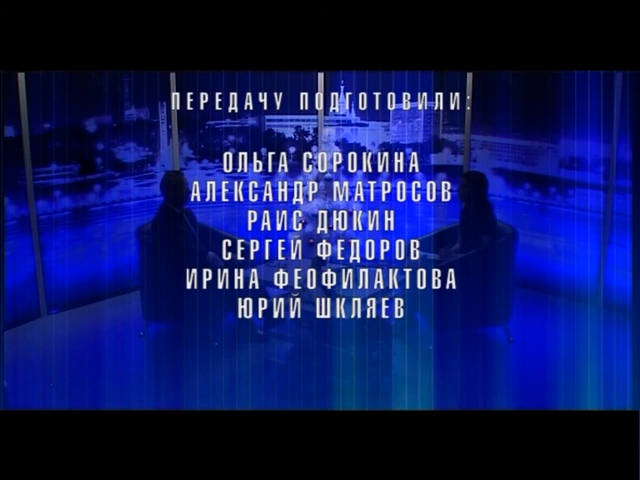 ПЕРЕДАЧУ ПОДГОТОВИЛИ:
ОЛЬГА СОРОКИНА
АЛЕКСАНДР МАТРОСОВ
РАИС ДЮКИН
СЕРГЕЙ ФЕДОРОВ
ИРИНА ФЕОФИЛАКТОВА
ЮРИЙ ШКЛЯЕВ